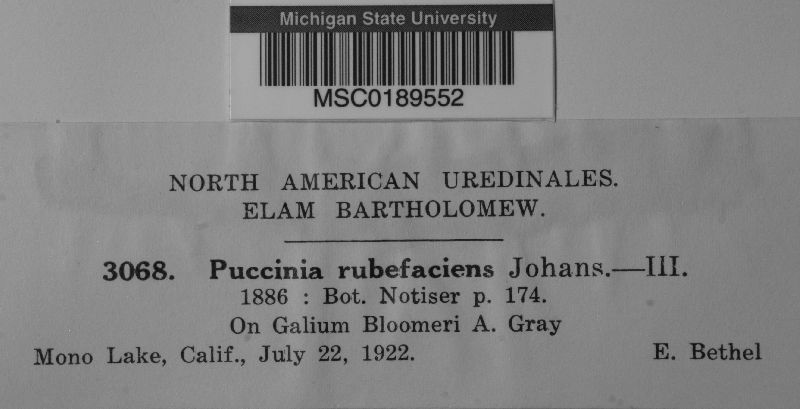 Michigan State University
MSC0189552
NORTH AMERICAN UREDINALES.
ELAM BARTHOLOMEW.
3068. Puccinia rubefaciens Johans.—III.
1886 : Bot. Notiser p. 174.
On Galium Bloomeri A. Gray
Mono Lake, Calif., July 22, 1922. E. Bethel